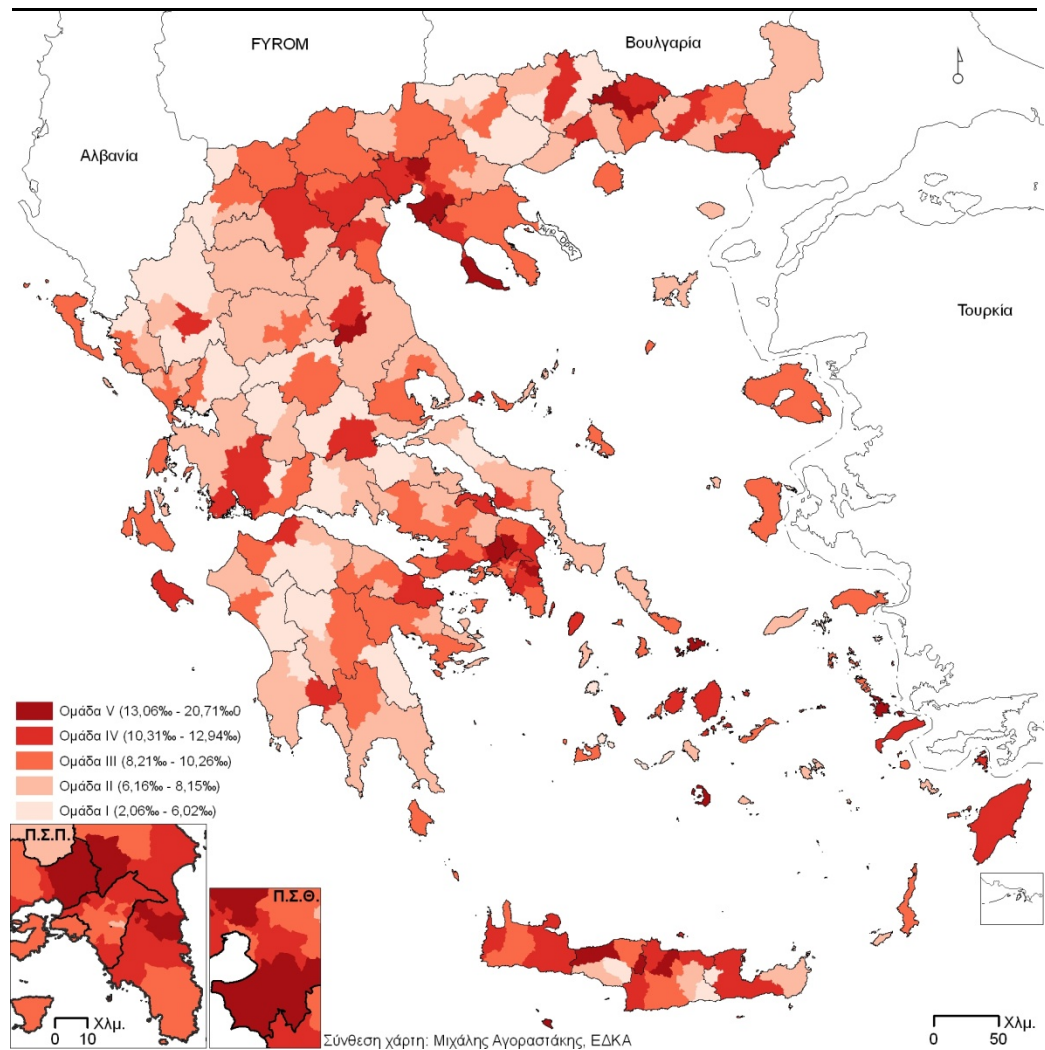 FYROM
Βουλγαρία
Αλβανία
Άγιο Όρος
Τουρκία
Ομάδα V (13,06‰ - 20,71‰0
Ομάδα IV (10,31‰ - 12,94‰)
Ομάδα III (8,21‰ - 10,26‰)
Ομάδα II (6,16‰ - 8,15‰)
Ομάδα I (2,06‰ - 6,02‰)
Π.Σ.Π.
Π.Σ.Θ.
Χλμ.
0 10
Χλμ.
0 50
Σύνθεση χάρτη: Μιχάλης Αγοραστάκης, ΕΔΚΑ